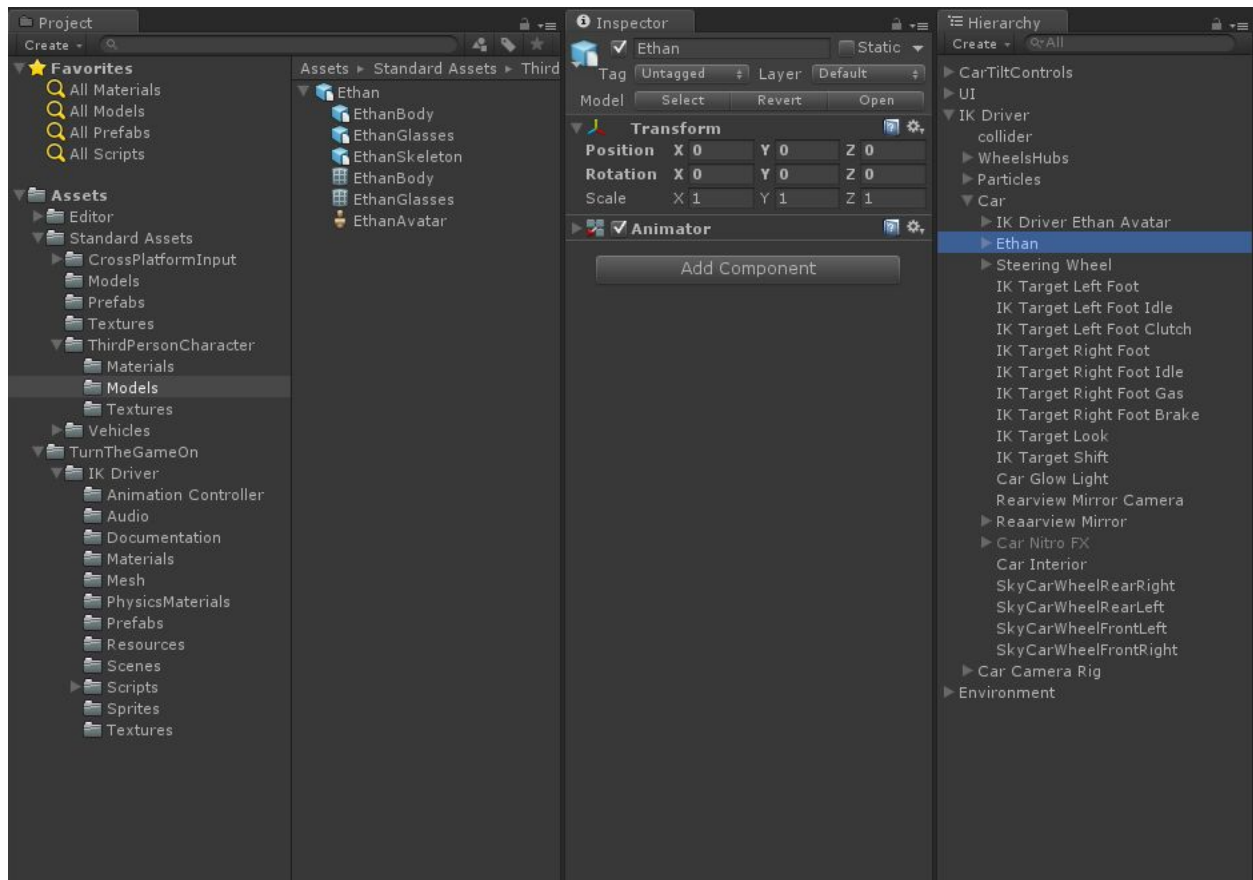 Project
Create
Favorites
All Materials
All Models
All Prefabs
All Scripts
Assets
Editor
Standard Assets
CrossPlatformInput
Models
Prefabs
Textures
ThirdPersonCharacter
Materials
Models
Textures
Vehicles
TurnTheGameOn
IK Driver
Animation Controller
Audio
Documentation
Materials
Mesh
PhysicsMaterials
Prefabs
Resources
Scenes
Scripts
Sprites
Textures
Assets ▸ Standard Assets ▸ Third
Ethan
EthanBody
EthanGlasses
EthanSkeleton
EthanBody
EthanGlasses
EthanAvatar
Inspector
Ethan Static
Tag Untagged Layer Default
Model Select Revert Open
Transform
Position X 0 Y 0 Z 0
Rotation X 0 Y 0 Z 0
Scale X 1 Y 1 Z 1
Animator
Add Component
Hierarchy
Create All
CarTiltControls
UI
IK Driver
collider
WheelsHubs
Particles
Car
IK Driver Ethan Avatar
Ethan
Steering Wheel
IK Target Left Foot
IK Target Left Foot Idle
IK Target Left Foot Clutch
IK Target Right Foot
IK Target Right Foot Idle
IK Target Right Foot Gas
IK Target Right Foot Brake
IK Target Look
IK Target Shift
Car Glow Light
Rearview Mirror Camera
Reaarview Mirror
Car Nitro FX
Car Interior
SkyCarWheelRearRight
SkyCarWheelRearLeft
SkyCarWheelFrontLeft
SkyCarWheelFrontRight
Car Camera Rig
Environment